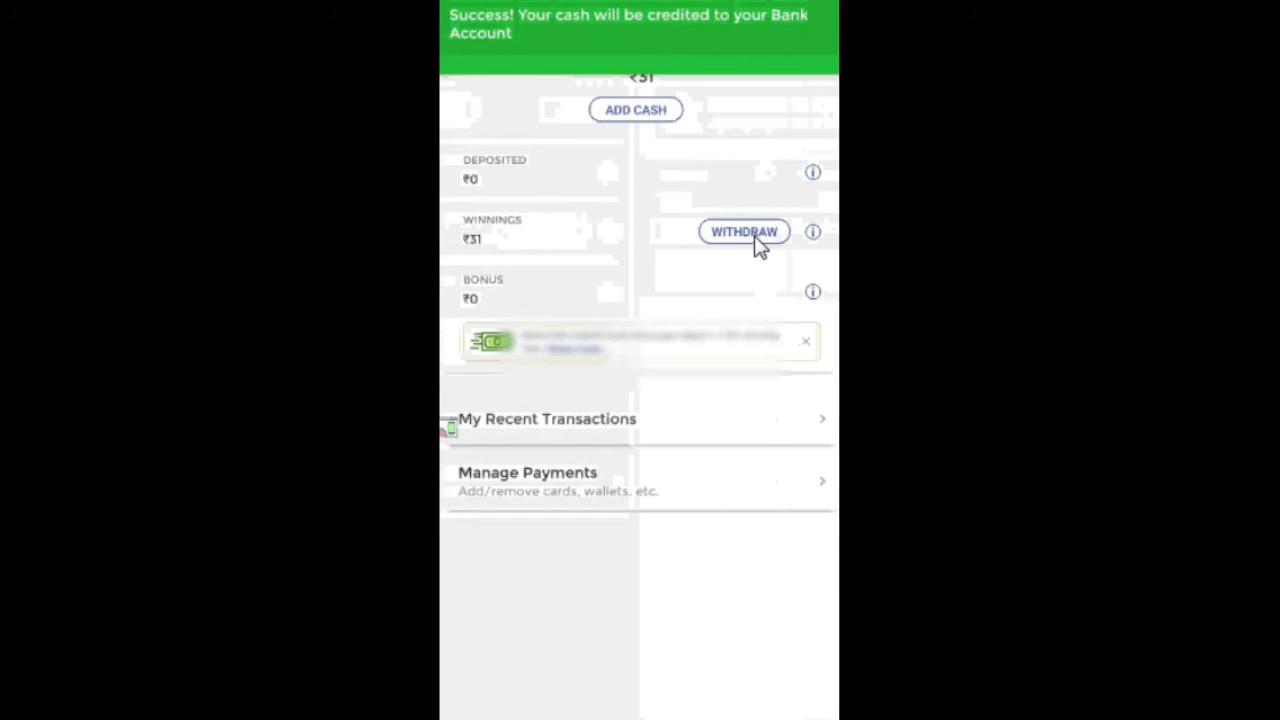 Success! Your cash will be credited to your Bank
Account
₹31
ADD CASH
DEPOSITED
₹0
WINNINGS
₹31
WITHDRAW
BONUS
₹0
My Recent Transactions
Manage Payments
Add/remove cards, wallets, etc.